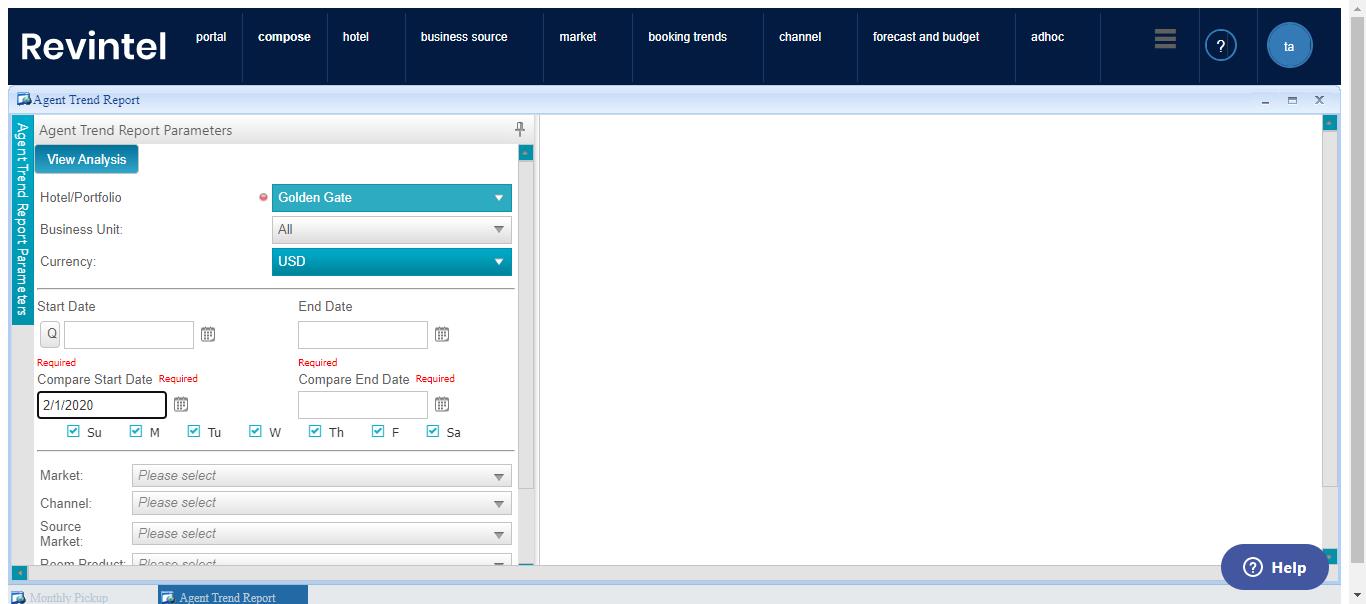 Revintel portal compose hotel business source market booking trends channel forecast and budget adhoc ? ta
Agent Trend Report
Agent Trend Report Parameters
Agent Trend Report Parameters
View Analysis
Hotel/Portfolio Golden Gate
Business Unit: All
Currency: USD
Start Date End Date
Q
Required Required
Compare Start Date Required Compare End Date Required
2/1/2020
Su M Tu W Th F Sa
Market: Please select
Channel: Please select
Source
Market: Please select
Room Product: Please select
? Help
Monthly Pickup Agent Trend Report